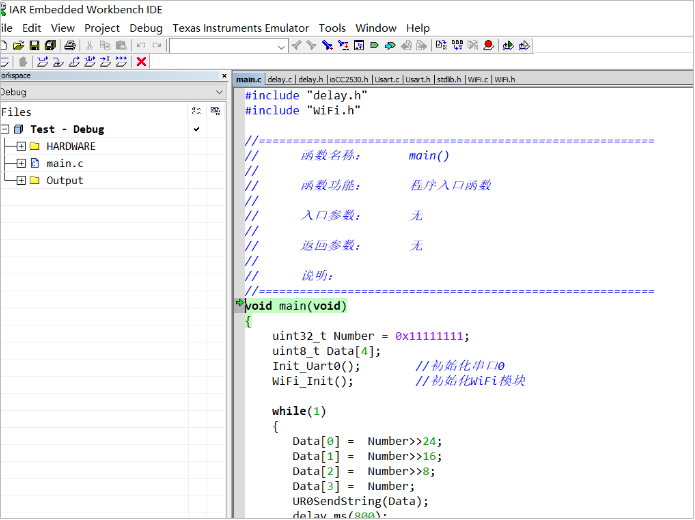 IAR Embedded Workbench IDE
ile Edit View Project Debug Texas Instruments Emulator Tools Window Help
orkspace
Debug
Files
Test - Debug
HARDWARE
main.c
Output
main.c | delay.c | delay.h | ioCC2530.h | Usart.c | Usart.h | stdlib.h | WiFi.c | WiFi.h
#include "delay.h"
#include "WiFi.h"
//==========================================================
// 函数名称： main()
//
// 函数功能： 程序入口函数
//
// 入口参数： 无
//
// 返回参数： 无
//
// 说明：
//==========================================================
void main(void)
{
uint32_t Number = 0x11111111;
uint8_t Data[4];
Init_Uart0(); //初始化串口0
WiFi_Init(); //初始化WiFi模块
while(1)
{
Data[0] = Number>>24;
Data[1] = Number>>16;
Data[2] = Number>>8;
Data[3] = Number;
UR0SendString(Data);
delay_ms(800);